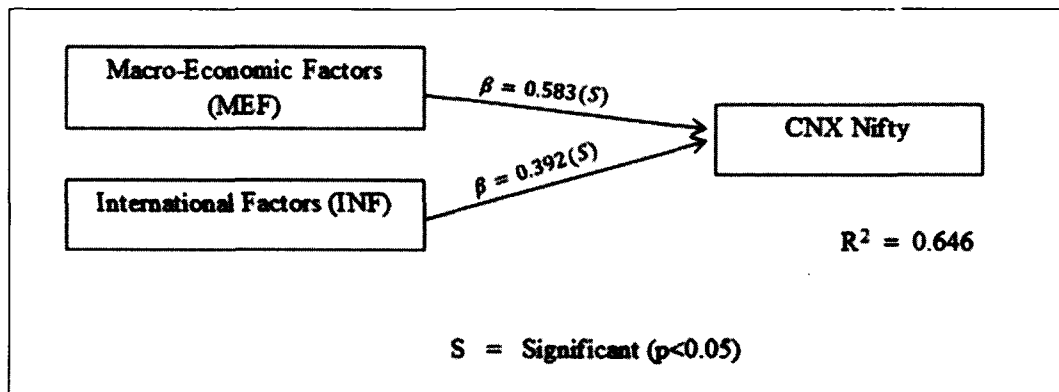 Macro-Economic Factors
(MEF)
β = 0.583(S)
CNX Nifty
β = 0.392(S)
International Factors (INF)
R² = 0.646
S = Significant (p<0.05)